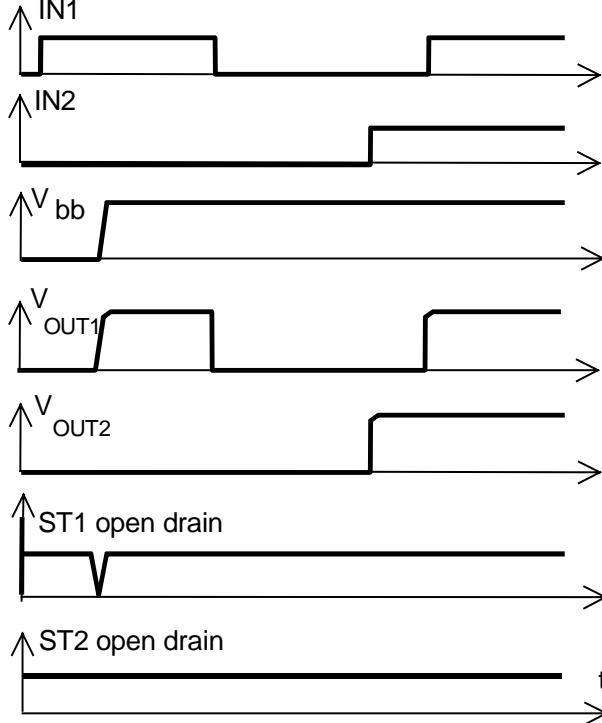 IN1
IN2
V bb
V OUT1
V OUT2
ST1 open drain
ST2 open drain
t